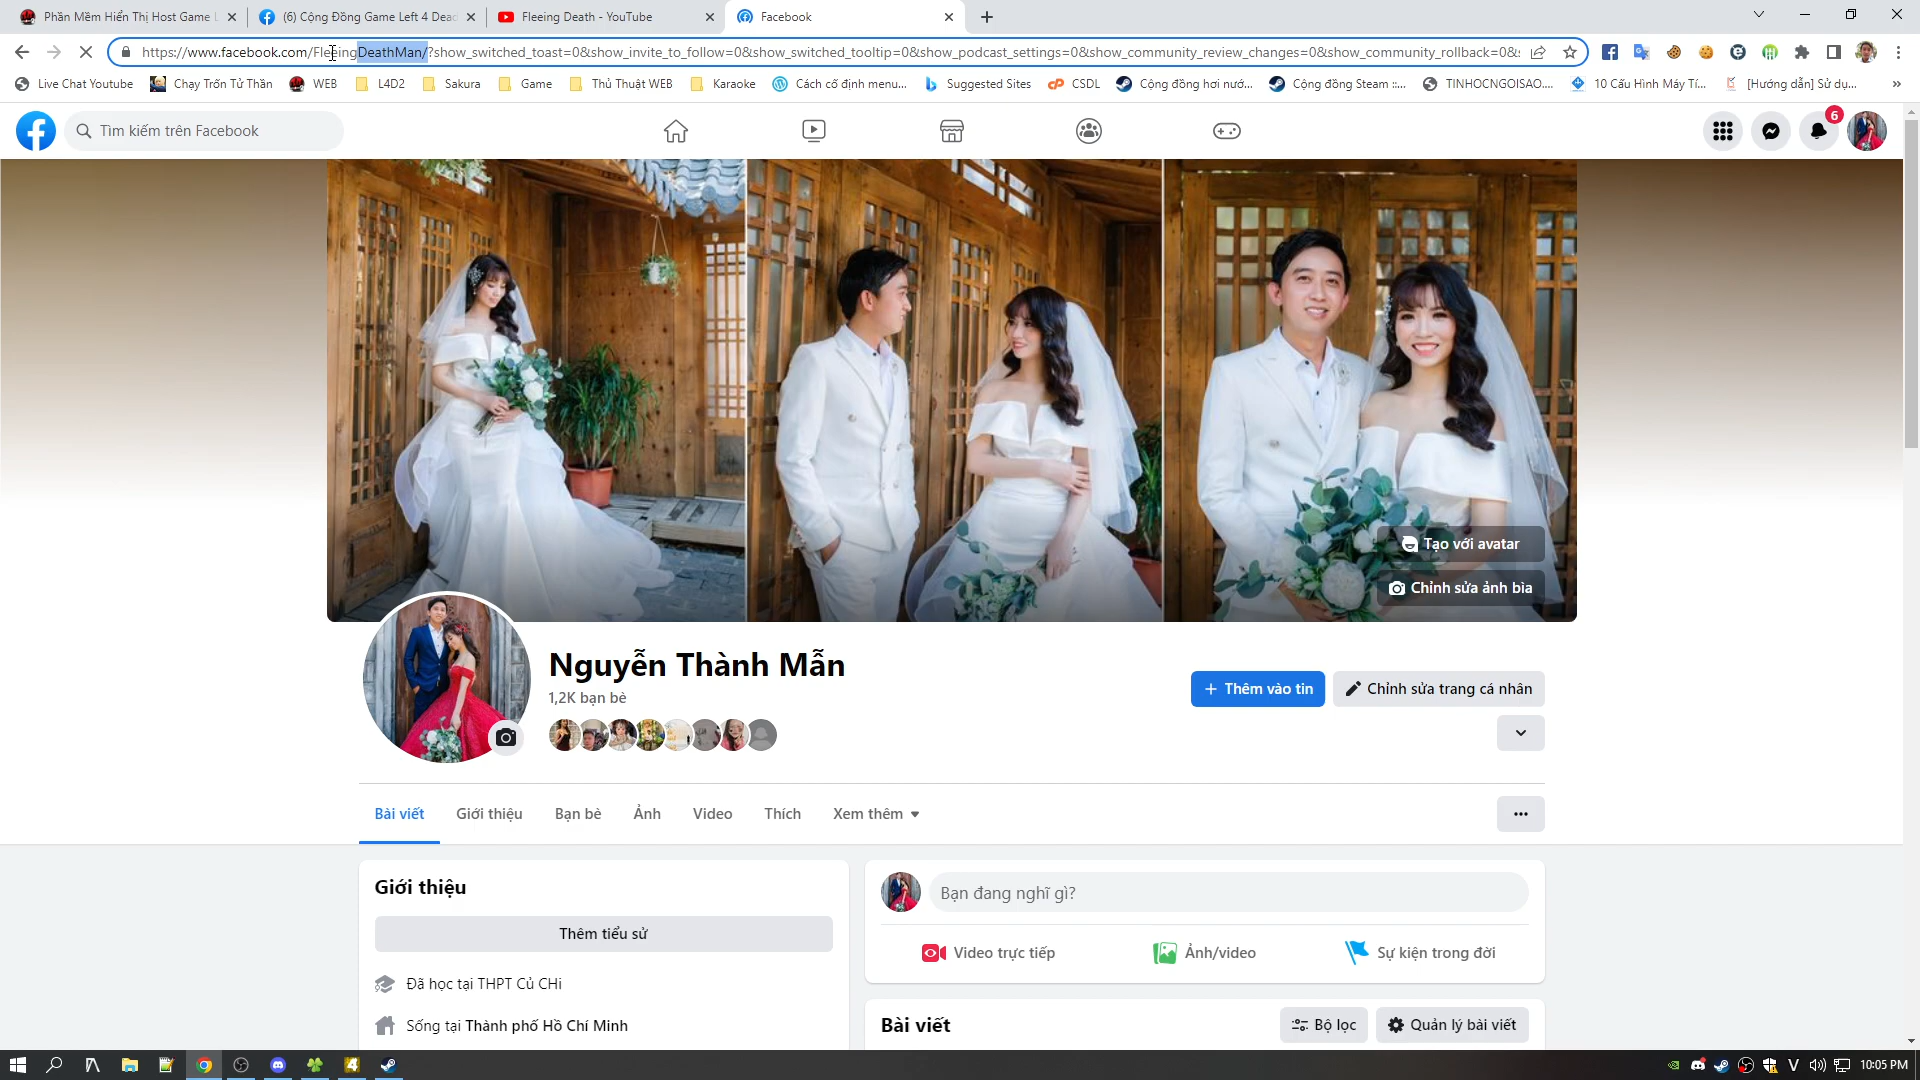 Phần Mềm Hiển Thị Host Game L
(6) Cộng Đồng Game Left 4 Dead
Fleeing Death - YouTube
Facebook
https://www.facebook.com/FleeingDeathMan/?show_switched_toast=0&show_invite_to_follow=0&show_switched_tooltip=0&show_podcast_settings=0&show_community_review_changes=0&show_community_rollback=0&
Live Chat Youtube
Chạy Trốn Tử Thần
WEB
L4D2
Sakura
Game
Thủ Thuật WEB
Karaoke
Cách cố định menu...
Suggested Sites
CSDL
Cộng đồng hơi nướ...
Cộng đồng Steam ::...
TINHOCNGOISAO....
10 Cấu Hình Máy Tí...
[Hướng dẫn] Sử dụ...
Tìm kiếm trên Facebook
6
Tạo với avatar
Chỉnh sửa ảnh bìa
Nguyễn Thành Mẫn
1,2K bạn bè
Thêm vào tin
Chỉnh sửa trang cá nhân
Bài viết
Giới thiệu
Bạn bè
Ảnh
Video
Thích
Xem thêm
Giới thiệu
Thêm tiểu sử
Đã học tại THPT Củ CHi
Sống tại Thành phố Hồ Chí Minh
Bạn đang nghĩ gì?
Video trực tiếp
Ảnh/video
Sự kiện trong đời
Bài viết
Bộ lọc
Quản lý bài viết
10:05 PM